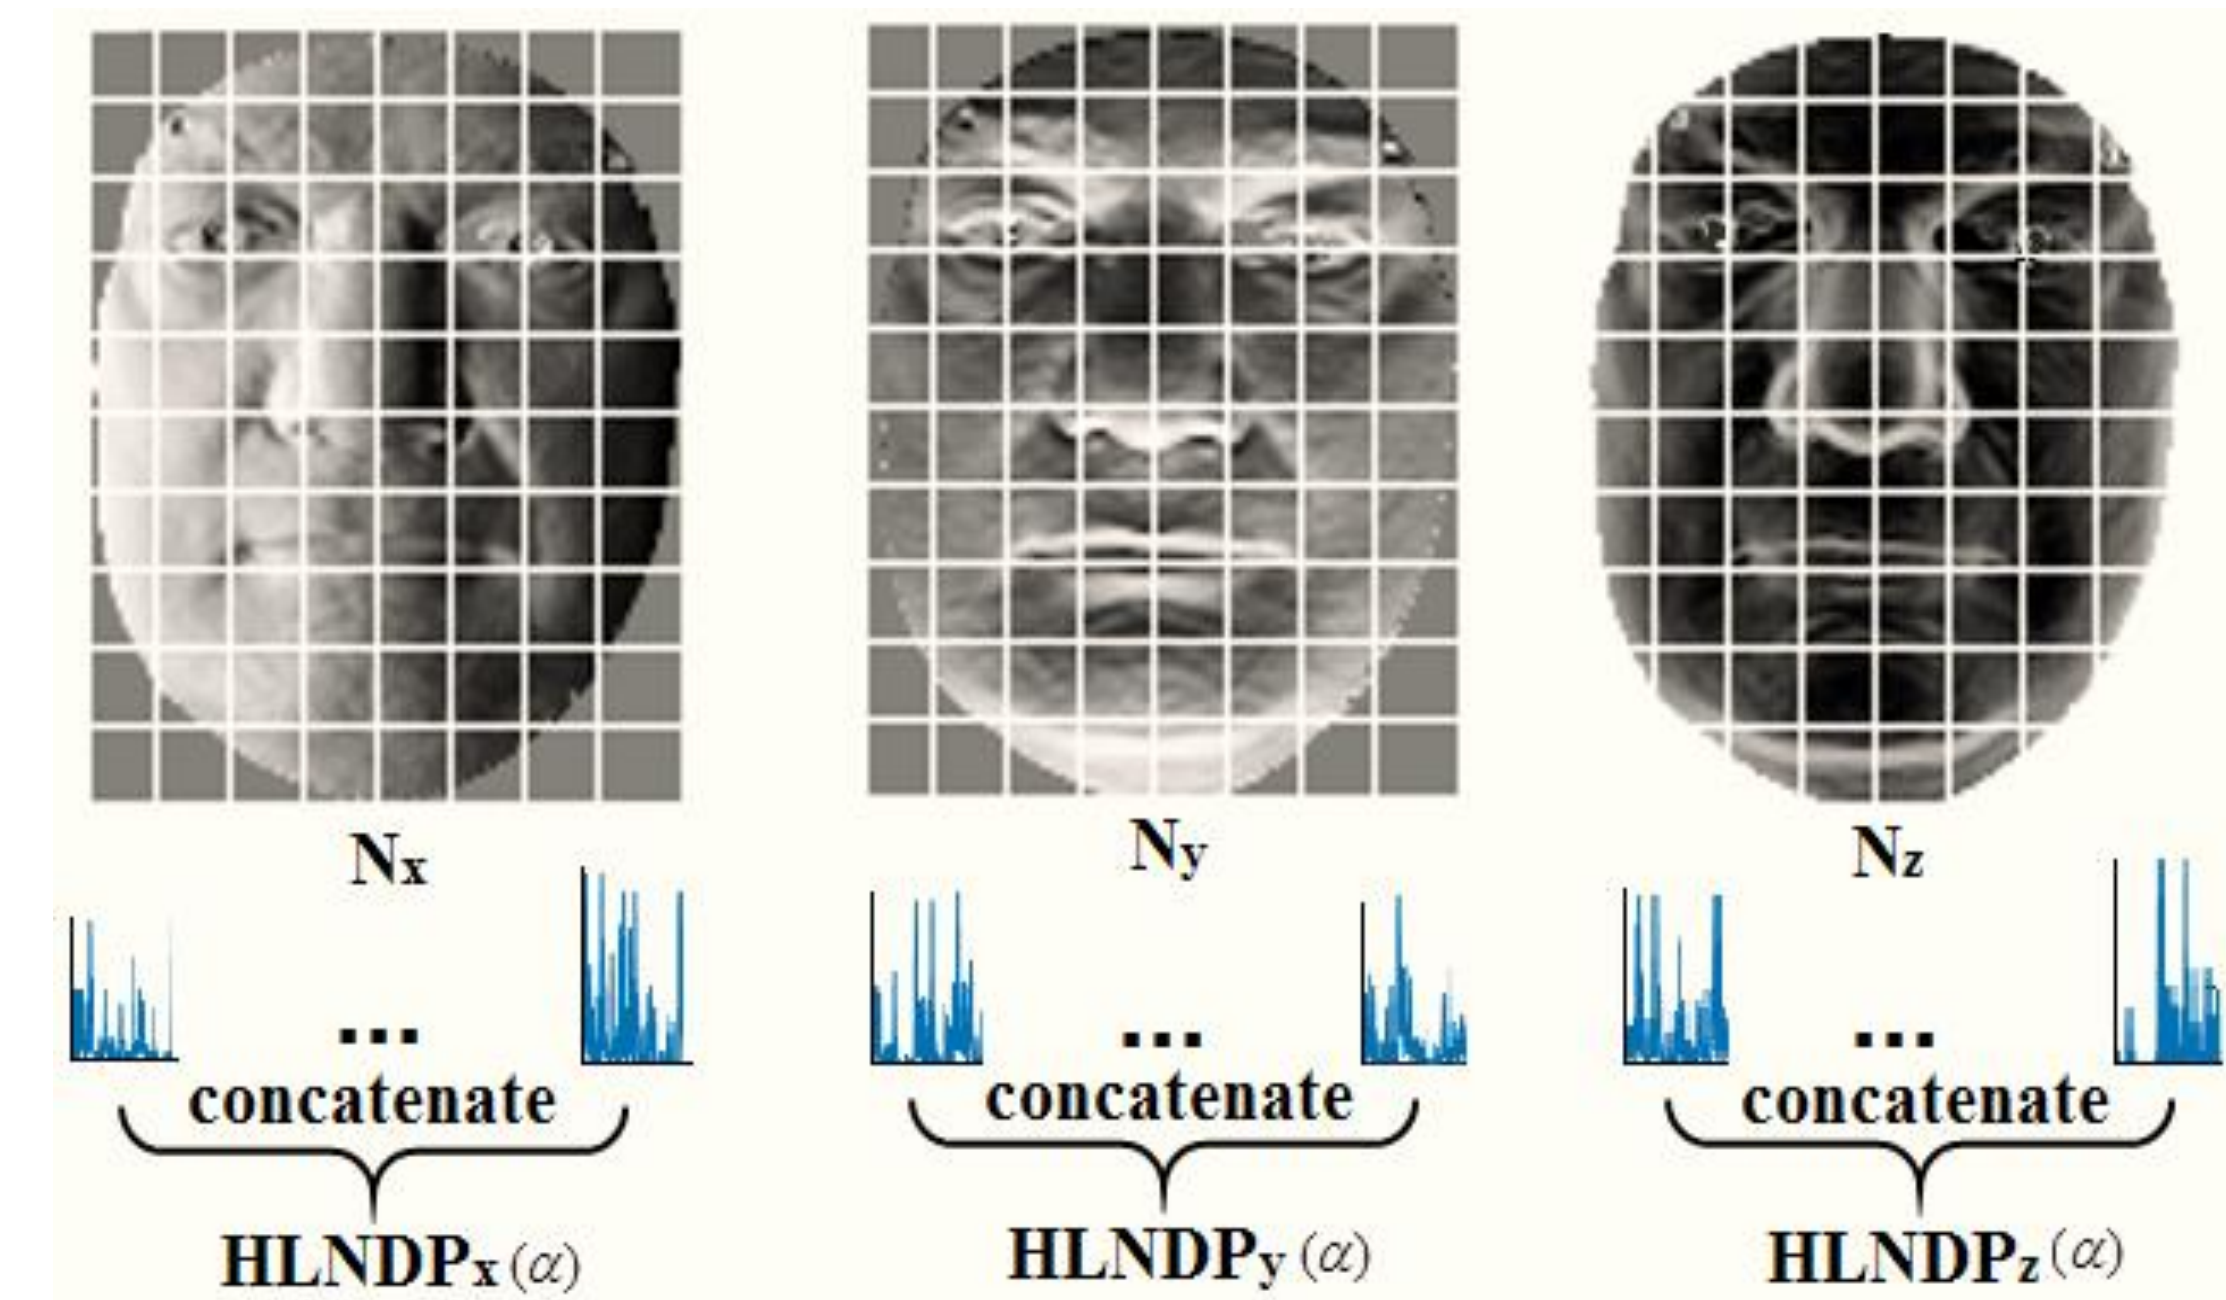 Nx Ny Nz
... ... ...
concatenate concatenate concatenate
HLNDPx(α) HLNDPy(α) HLNDPz(α)